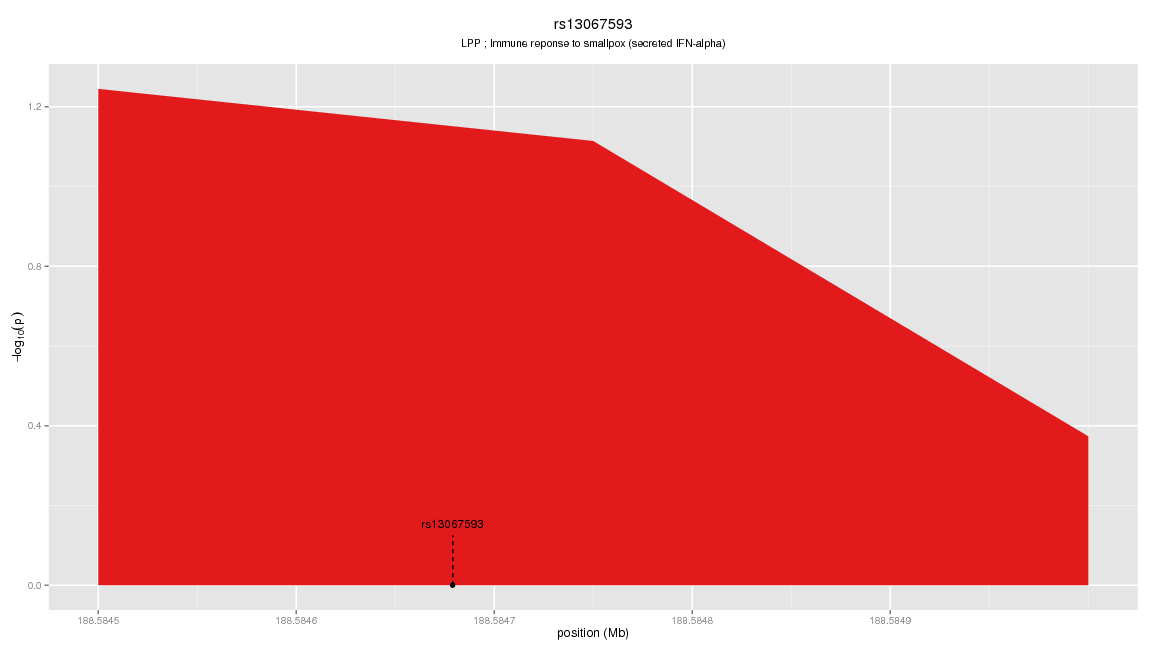 rs13067593
LPP ; Immune reponse to smallpox (secreted IFN-alpha)
−log10(p)
1.2
0.8
0.4
0.0
rs13067593
188.5845
188.5846
188.5847
188.5848
188.5849
position (Mb)